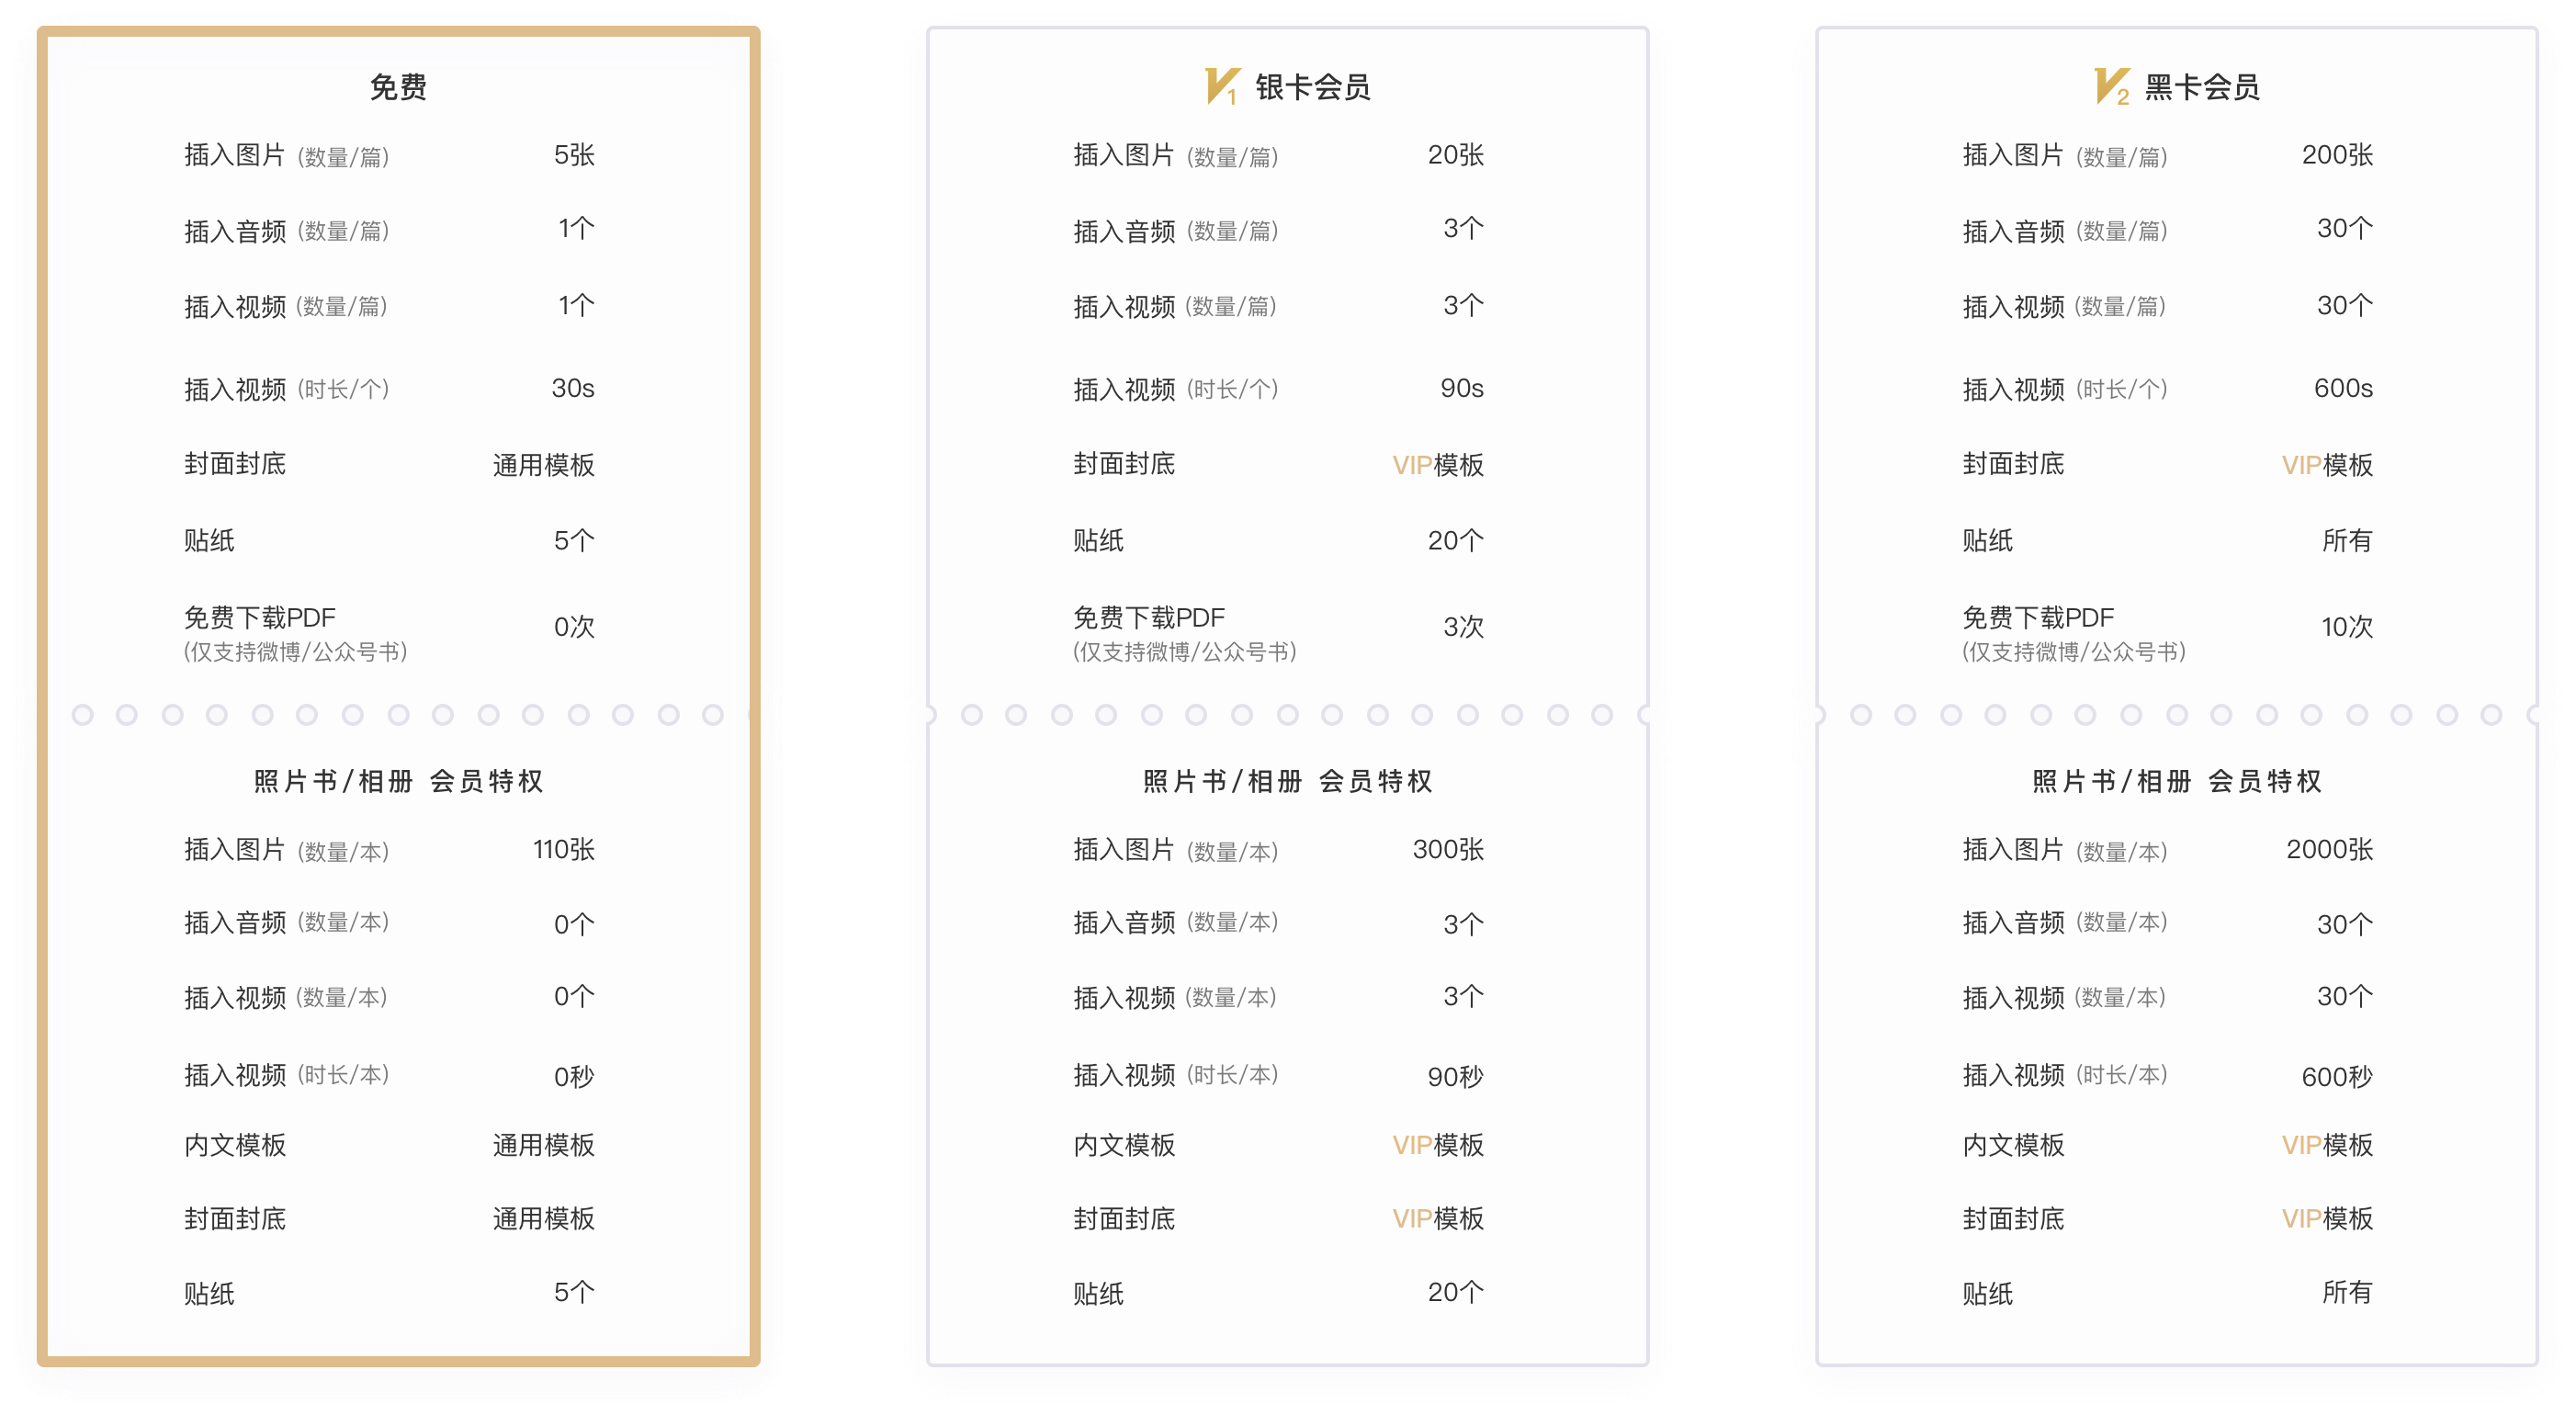 免费
插入图片 (数量/篇) 5张
插入音频 (数量/篇) 1个
插入视频 (数量/篇) 1个
插入视频 (时长/个) 30s
封面封底 通用模板
贴纸 5个
免费下载PDF 0次
(仅支持微博/公众号书)
照片书/相册 会员特权
插入图片 (数量/本) 110张
插入音频 (数量/本) 0个
插入视频 (数量/本) 0个
插入视频 (时长/本) 0秒
内文模板 通用模板
封面封底 通用模板
贴纸 5个
V1 银卡会员
插入图片 (数量/篇) 20张
插入音频 (数量/篇) 3个
插入视频 (数量/篇) 3个
插入视频 (时长/个) 90s
封面封底 VIP模板
贴纸 20个
免费下载PDF 3次
(仅支持微博/公众号书)
照片书/相册 会员特权
插入图片 (数量/本) 300张
插入音频 (数量/本) 3个
插入视频 (数量/本) 3个
插入视频 (时长/本) 90秒
内文模板 VIP模板
封面封底 VIP模板
贴纸 20个
V2 黑卡会员
插入图片 (数量/篇) 200张
插入音频 (数量/篇) 30个
插入视频 (数量/篇) 30个
插入视频 (时长/个) 600s
封面封底 VIP模板
贴纸 所有
免费下载PDF 10次
(仅支持微博/公众号书)
照片书/相册 会员特权
插入图片 (数量/本) 2000张
插入音频 (数量/本) 30个
插入视频 (数量/本) 30个
插入视频 (时长/本) 600秒
内文模板 VIP模板
封面封底 VIP模板
贴纸 所有